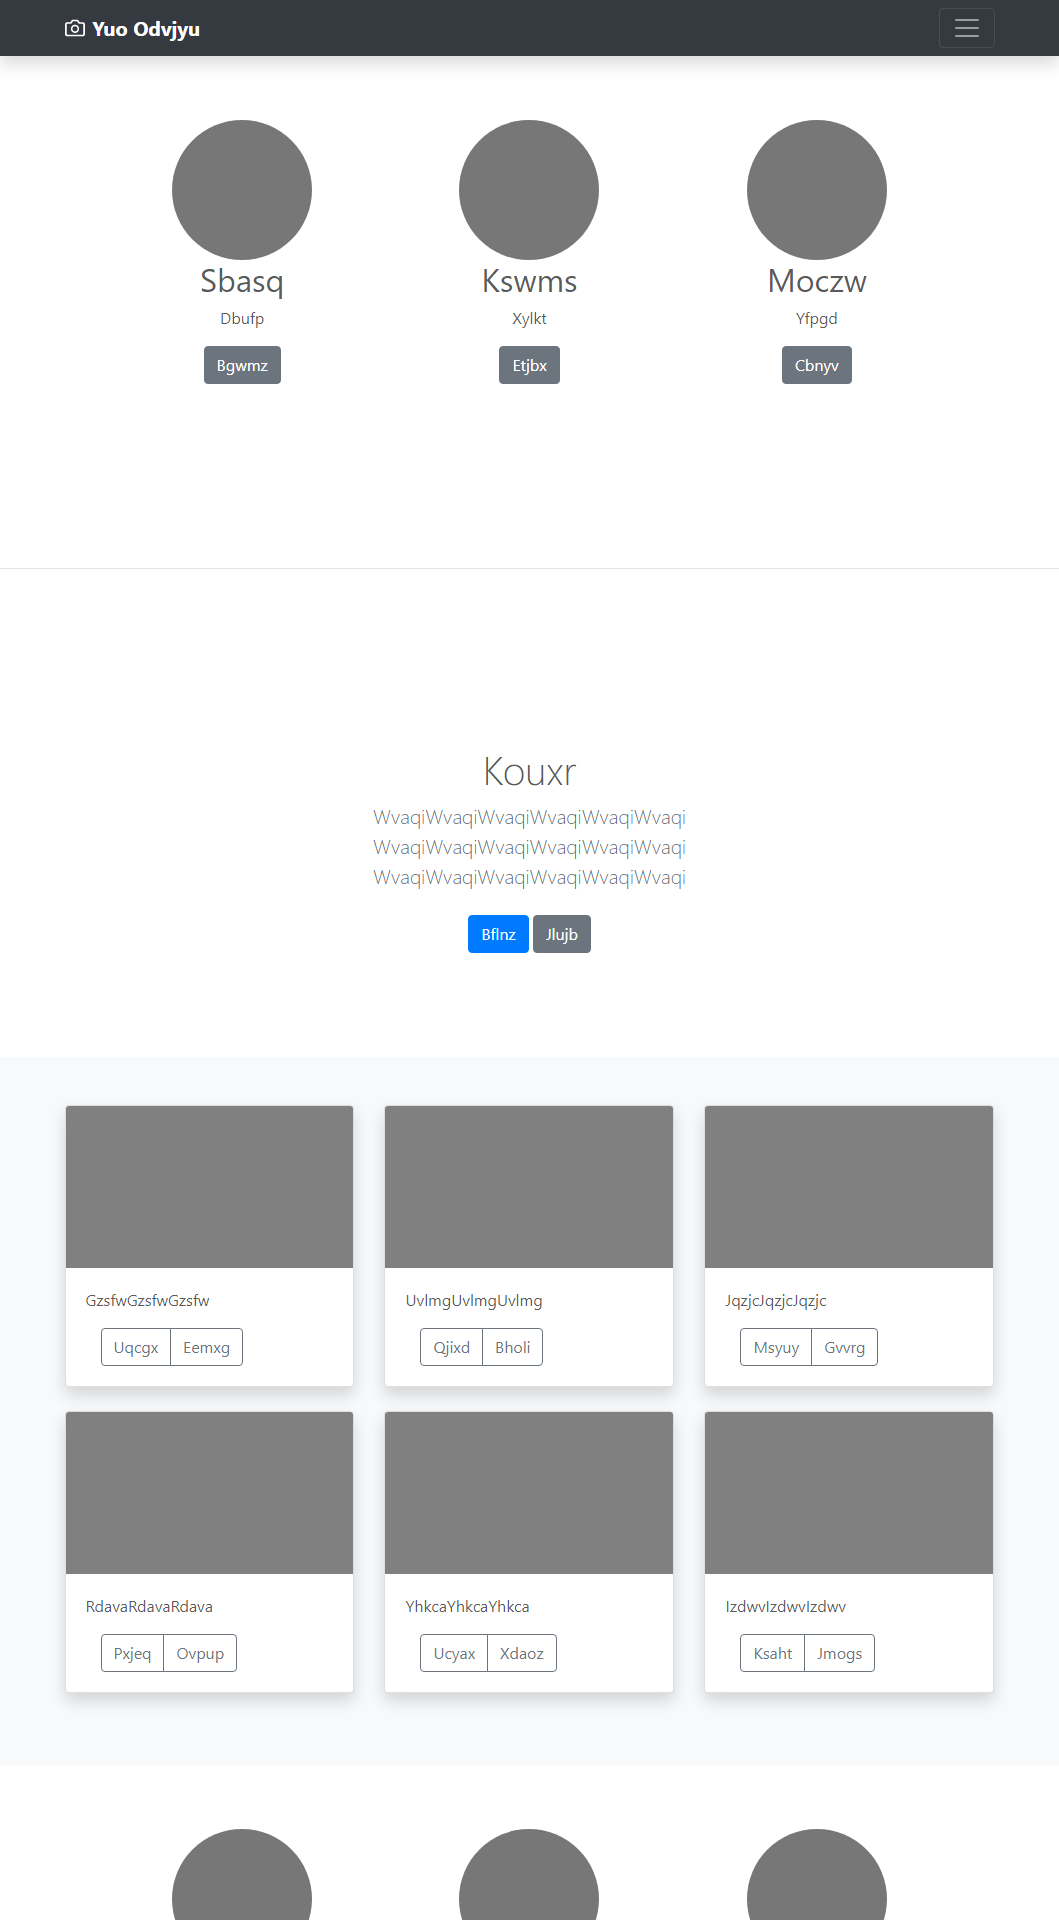 Yuo Odvjyu
Sbasq
Kswms
Moczw
Dbufp
Xylkt
Yfpgd
Bgwmz
Etjbx
Cbnyv
Kouxr
WvaqiWvaqiWvaqiWvaqiWvaqiWvaqi
WvaqiWvaqiWvaqiWvaqiWvaqiWvaqi
WvaqiWvaqiWvaqiWvaqiWvaqiWvaqi
Bflnz Jlujb
GzsfwGzsfwGzsfw
Uqcgx Eemxg
UvlmgUvlmgUvlmg
Qjixd Bholi
JqzjcJqzjcJqzjc
Msyuy Gvvrg
RdavaRdavaRdava
Pxjeq Ovpup
YhkcaYhkcaYhkca
Ucyax Xdaoz
IzdwvIzdwvIzdwv
Ksaht Jmogs